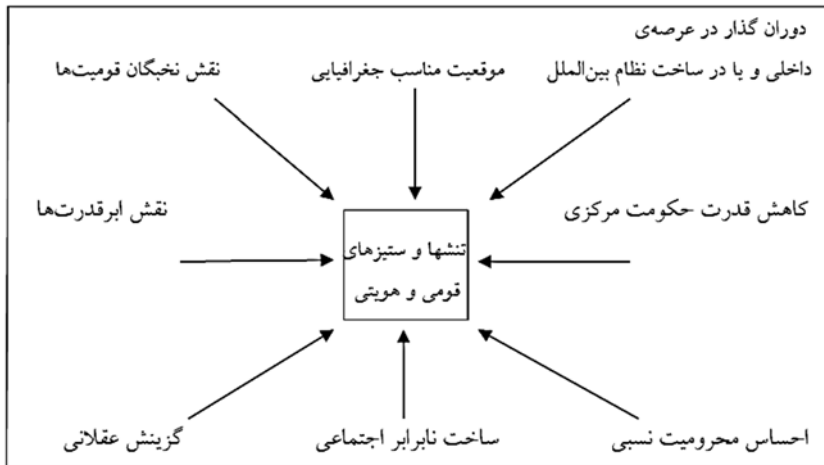 دوران گذار در عرصه‌ی
داخلی و یا در ساخت نظام بین‌الملل
موقعیت مناسب جغرافیایی
نقش نخبگان قومیت‌ها
کاهش قدرت حکومت مرکزی
نقش ابرقدرت‌ها
تنشها و ستیزهای
قومی و هویتی
احساس محرومیت نسبی
ساخت نابرابر اجتماعی
گزینش عقلانی